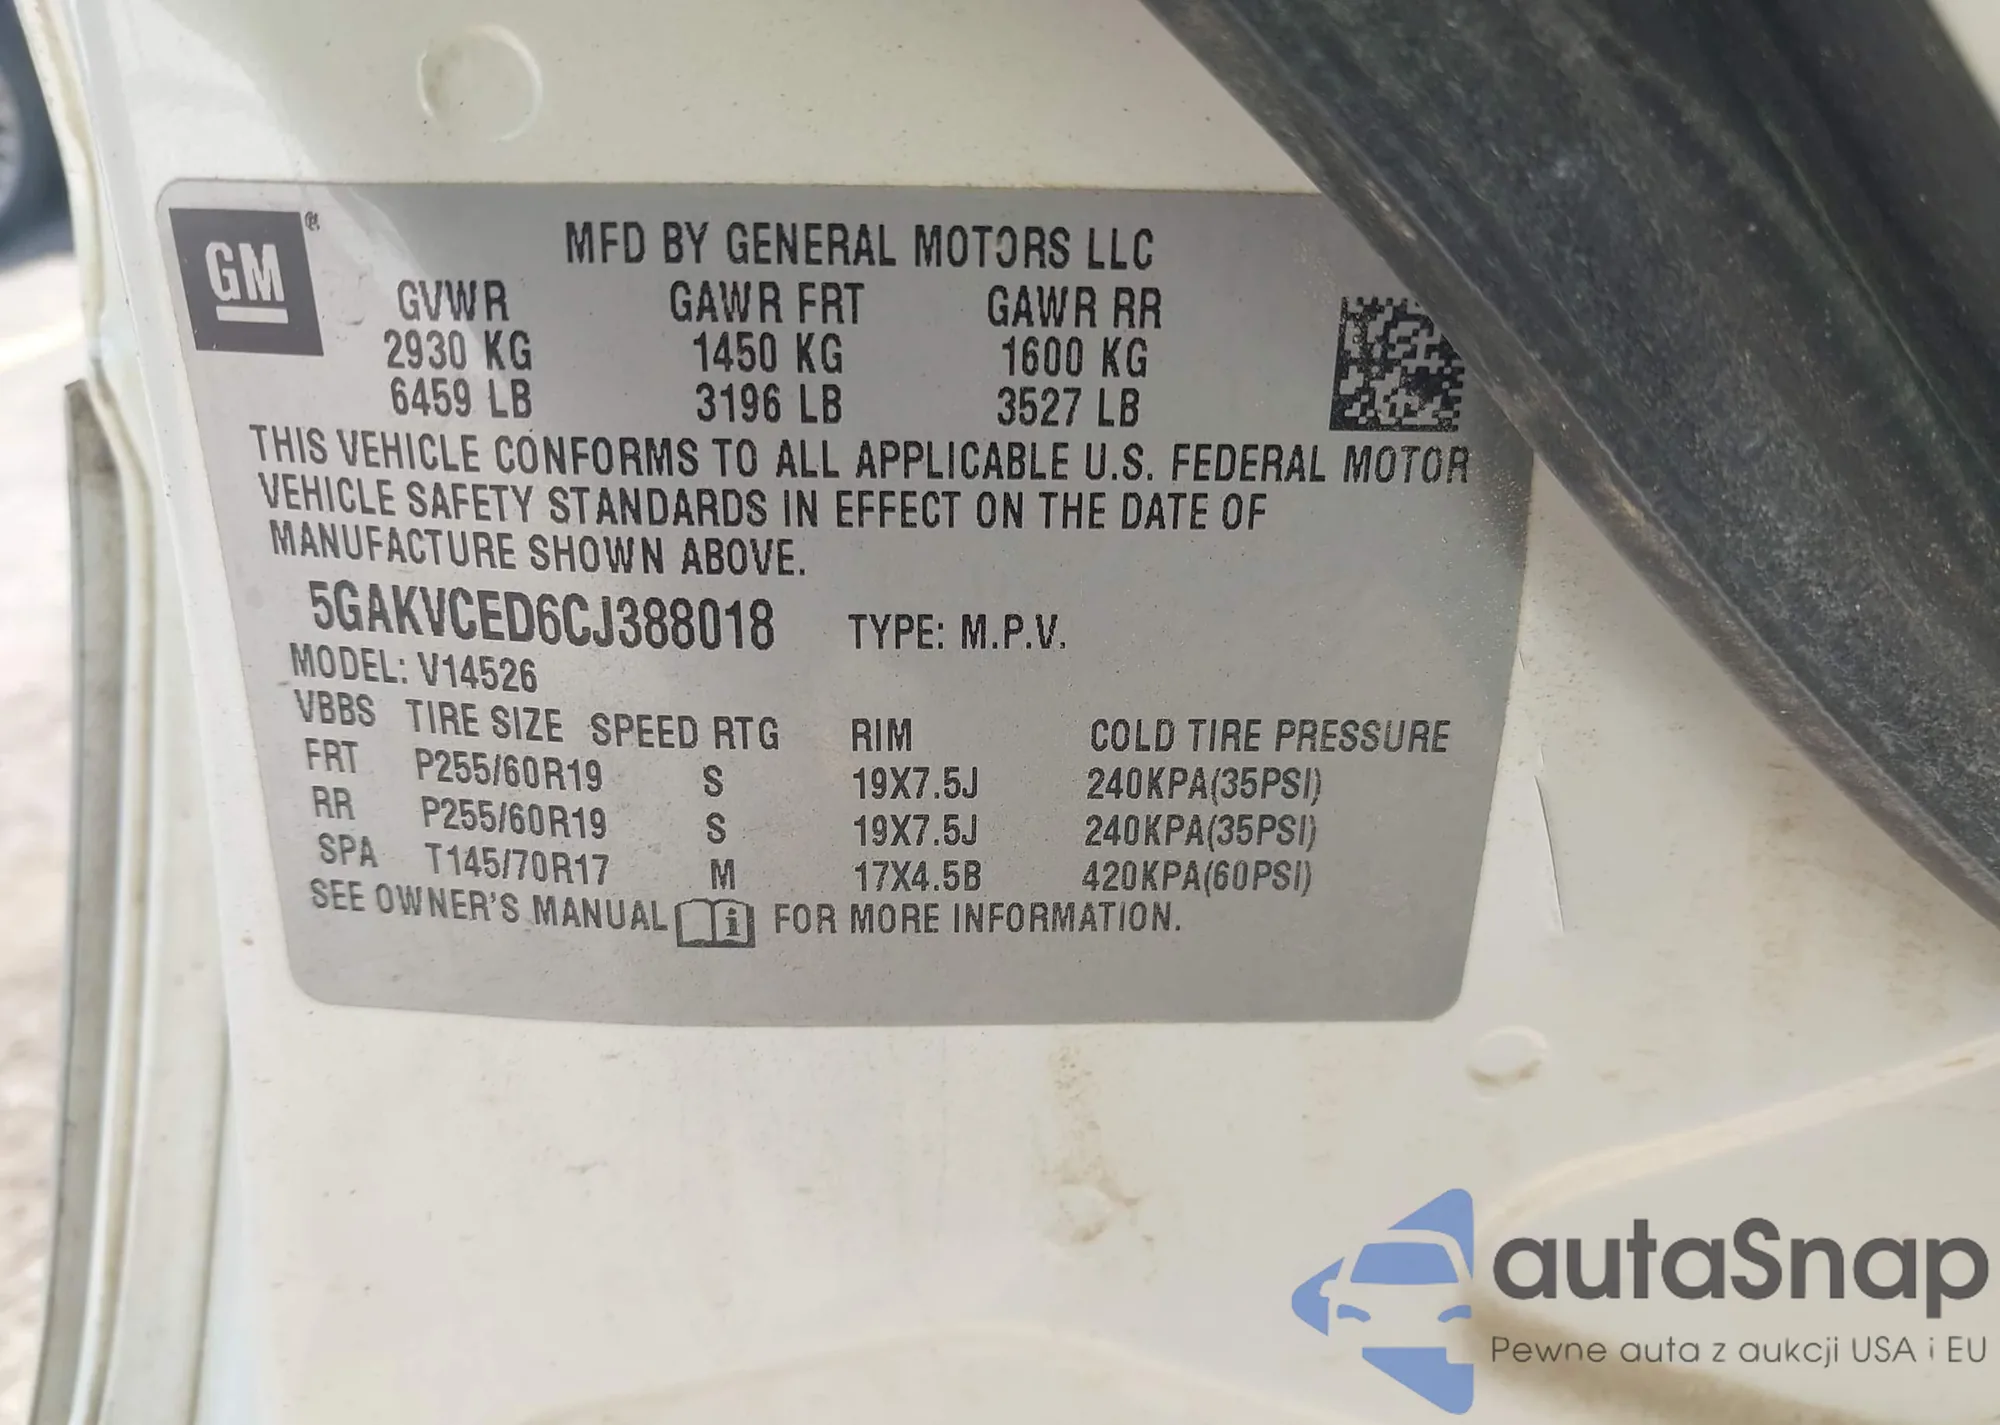 GM ®
MFD BY GENERAL MOTORS LLC
GVWR GAWR FRT GAWR RR
2930 KG 1450 KG 1600 KG
6459 LB 3196 LB 3527 LB
THIS VEHICLE CONFORMS TO ALL APPLICABLE U.S. FEDERAL MOTOR
VEHICLE SAFETY STANDARDS IN EFFECT ON THE DATE OF
MANUFACTURE SHOWN ABOVE.
5GAKVCED6CJ388018 TYPE: M.P.V.
MODEL: V14526
VBBS TIRE SIZE SPEED RTG RIM COLD TIRE PRESSURE
FRT P255/60R19 S 19X7.5J 240KPA(35PSI)
RR P255/60R19 S 19X7.5J 240KPA(35PSI)
SPA T145/70R17 M 17X4.5B 420KPA(60PSI)
SEE OWNER'S MANUAL i FOR MORE INFORMATION.
autaSnap
Pewne auta z aukcji USA i EU